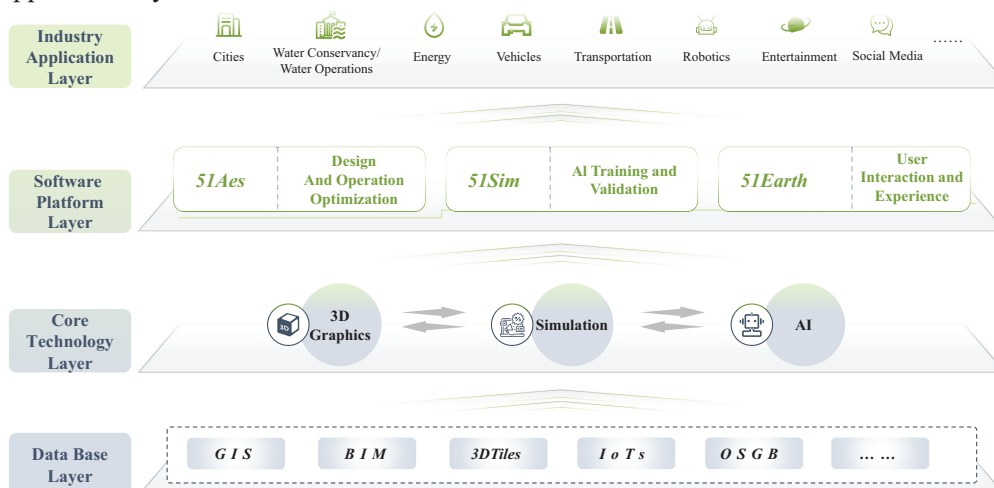 Industry
Application
Layer
Cities
Water Conservancy/
Water Operations
Energy
Vehicles
Transportation
Robotics
Entertainment
Social Media
......
Software
Platform
Layer
51Aes
Design
And Operation
Optimization
51Sim
Al Training and
Validation
51Earth
User
Interaction and
Experience
Core
Technology
Layer
3D
3D
Graphics
Simulation
AI
Data Base
Layer
G I S
B I M
3DTiles
I o T s
O S G B
... ...